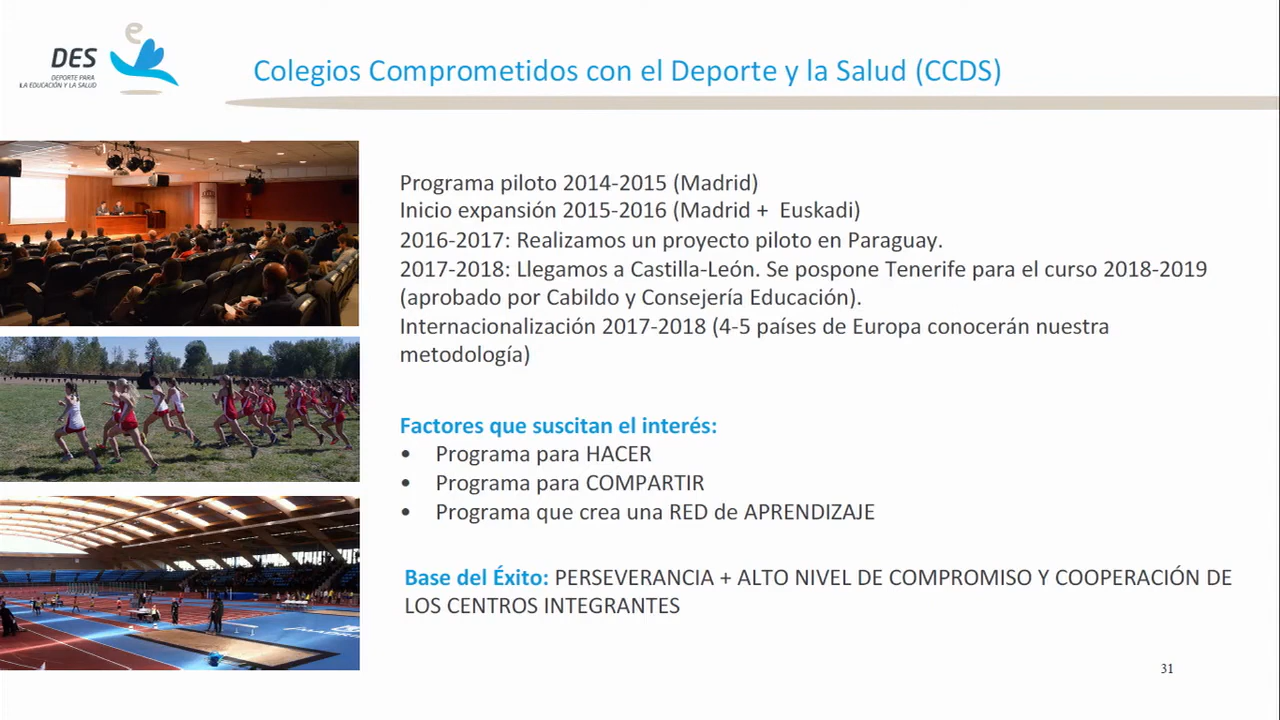 DES
DEPORTE PARA
LA EDUCACIÓN Y LA SALUD
e
Colegios Comprometidos con el Deporte y la Salud (CCDS)
Programa piloto 2014-2015 (Madrid)
Inicio expansión 2015-2016 (Madrid + Euskadi)
2016-2017: Realizamos un proyecto piloto en Paraguay.
2017-2018: Llegamos a Castilla-León. Se pospone Tenerife para el curso 2018-2019
(aprobado por Cabildo y Consejería Educación).
Internacionalización 2017-2018 (4-5 países de Europa conocerán nuestra
metodología)
Factores que suscitan el interés:
• Programa para HACER
• Programa para COMPARTIR
• Programa que crea una RED de APRENDIZAJE
Base del Éxito: PERSEVERANCIA + ALTO NIVEL DE COMPROMISO Y COOPERACIÓN DE
LOS CENTROS INTEGRANTES
31